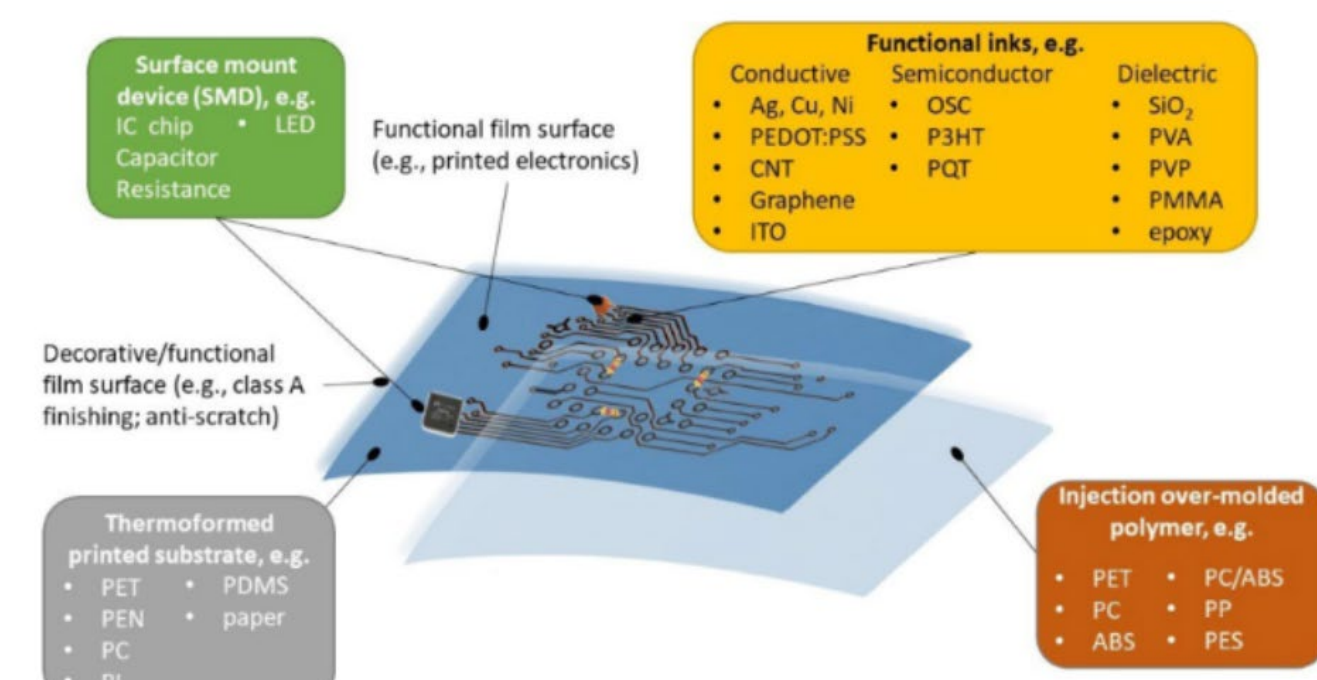 Surface mount
device (SMD), e.g.
IC chip • LED
Capacitor
Resistance
Functional film surface
(e.g., printed electronics)
Functional inks, e.g.
Conductive Semiconductor Dielectric
• Ag, Cu, Ni • OSC • SiO₂
• PEDOT:PSS • P3HT • PVA
• CNT • PQT • PVP
• Graphene • PMMA
• ITO • epoxy
Decorative/functional
film surface (e.g., class A
finishing; anti-scratch)
Thermoformed
printed substrate, e.g.
• PET • PDMS
• PEN • paper
• PC
Injection over-molded
polymer, e.g.
• PET • PC/ABS
• PC • PP
• ABS • PES